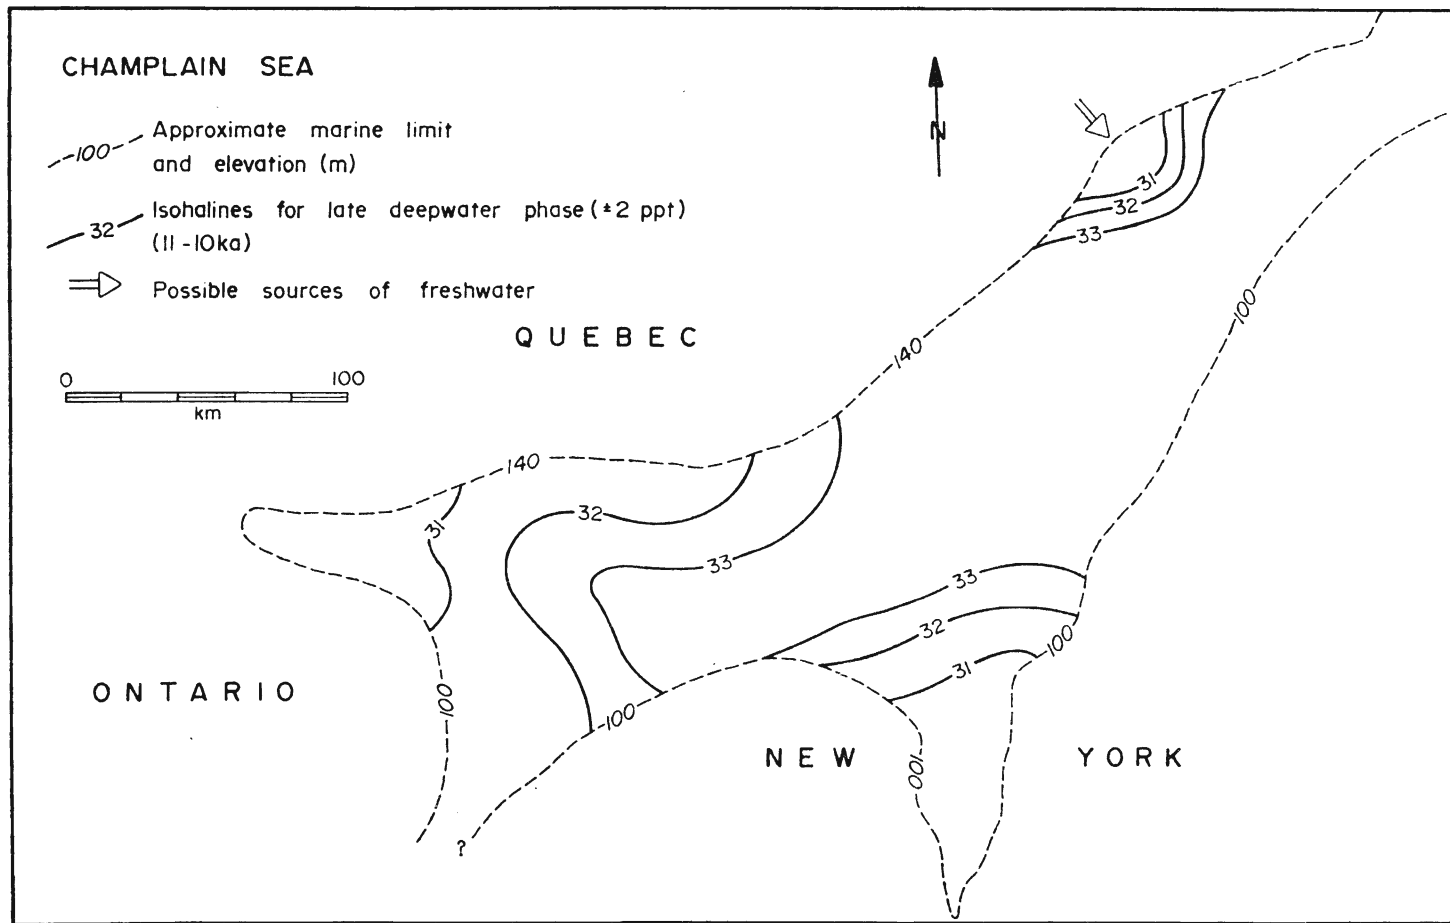 CHAMPLAIN SEA
100
Approximate marine limit
and elevation (m)
32
Isohalines for late deepwater phase (±2 ppt)
(11-10ka)
Possible sources of freshwater
N
31
32
33
QUEBEC
0 100
km
100
140
140
32
31
33
33
32
100
31
ONTARIO
100
100
NEW YORK
100
?